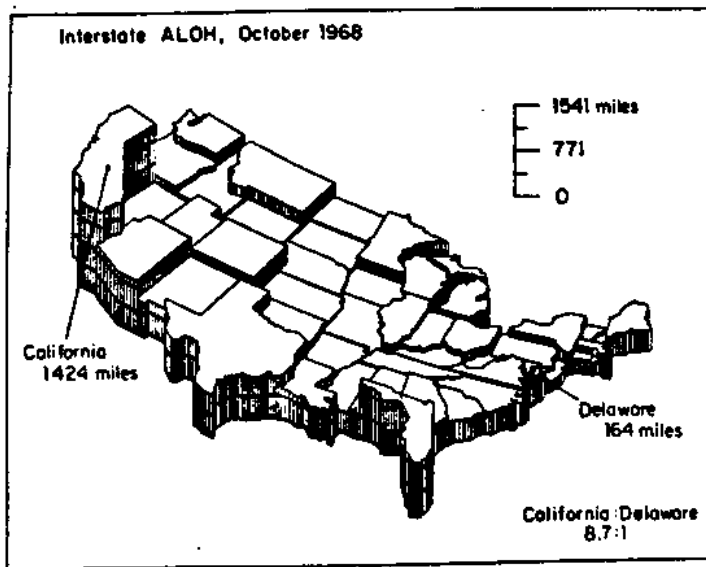 Interstate ALOH, October 1968
1541 miles
771
0
California
1424 miles
Delaware
164 miles
California:Delaware
8.7:1